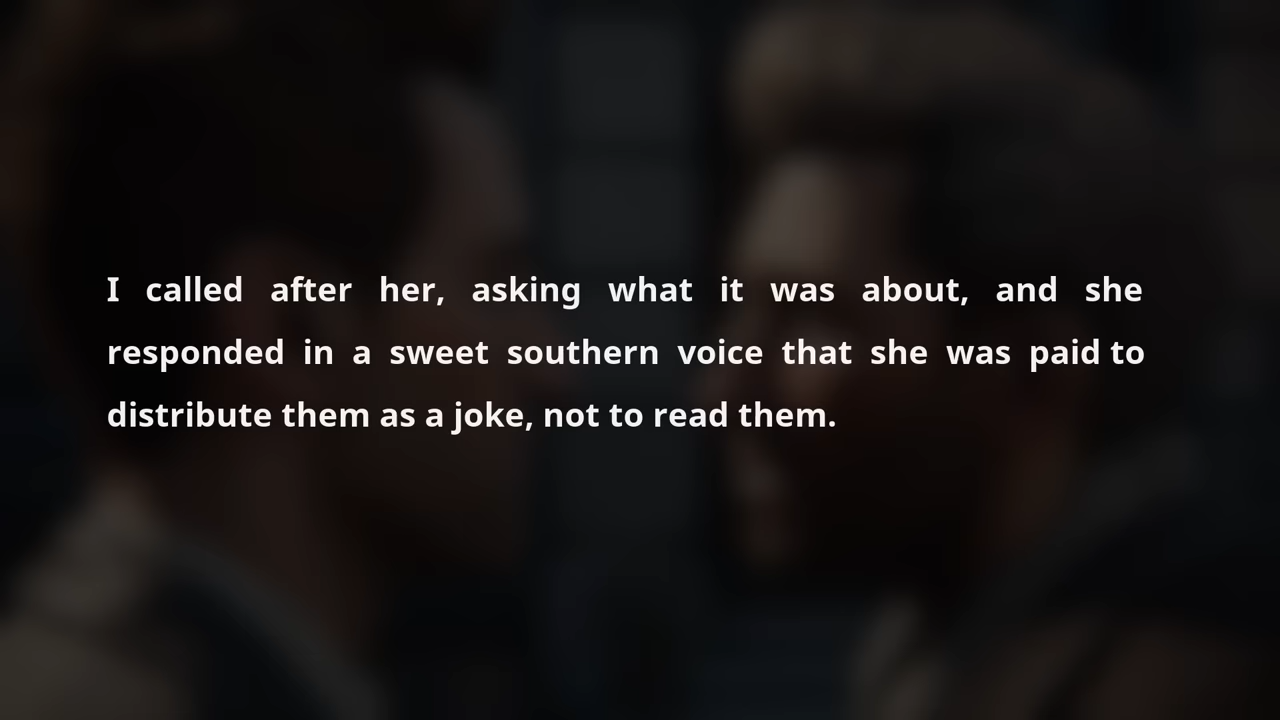 I called after her, asking what it was about, and she
responded in a sweet southern voice that she was paid to
distribute them as a joke, not to read them.